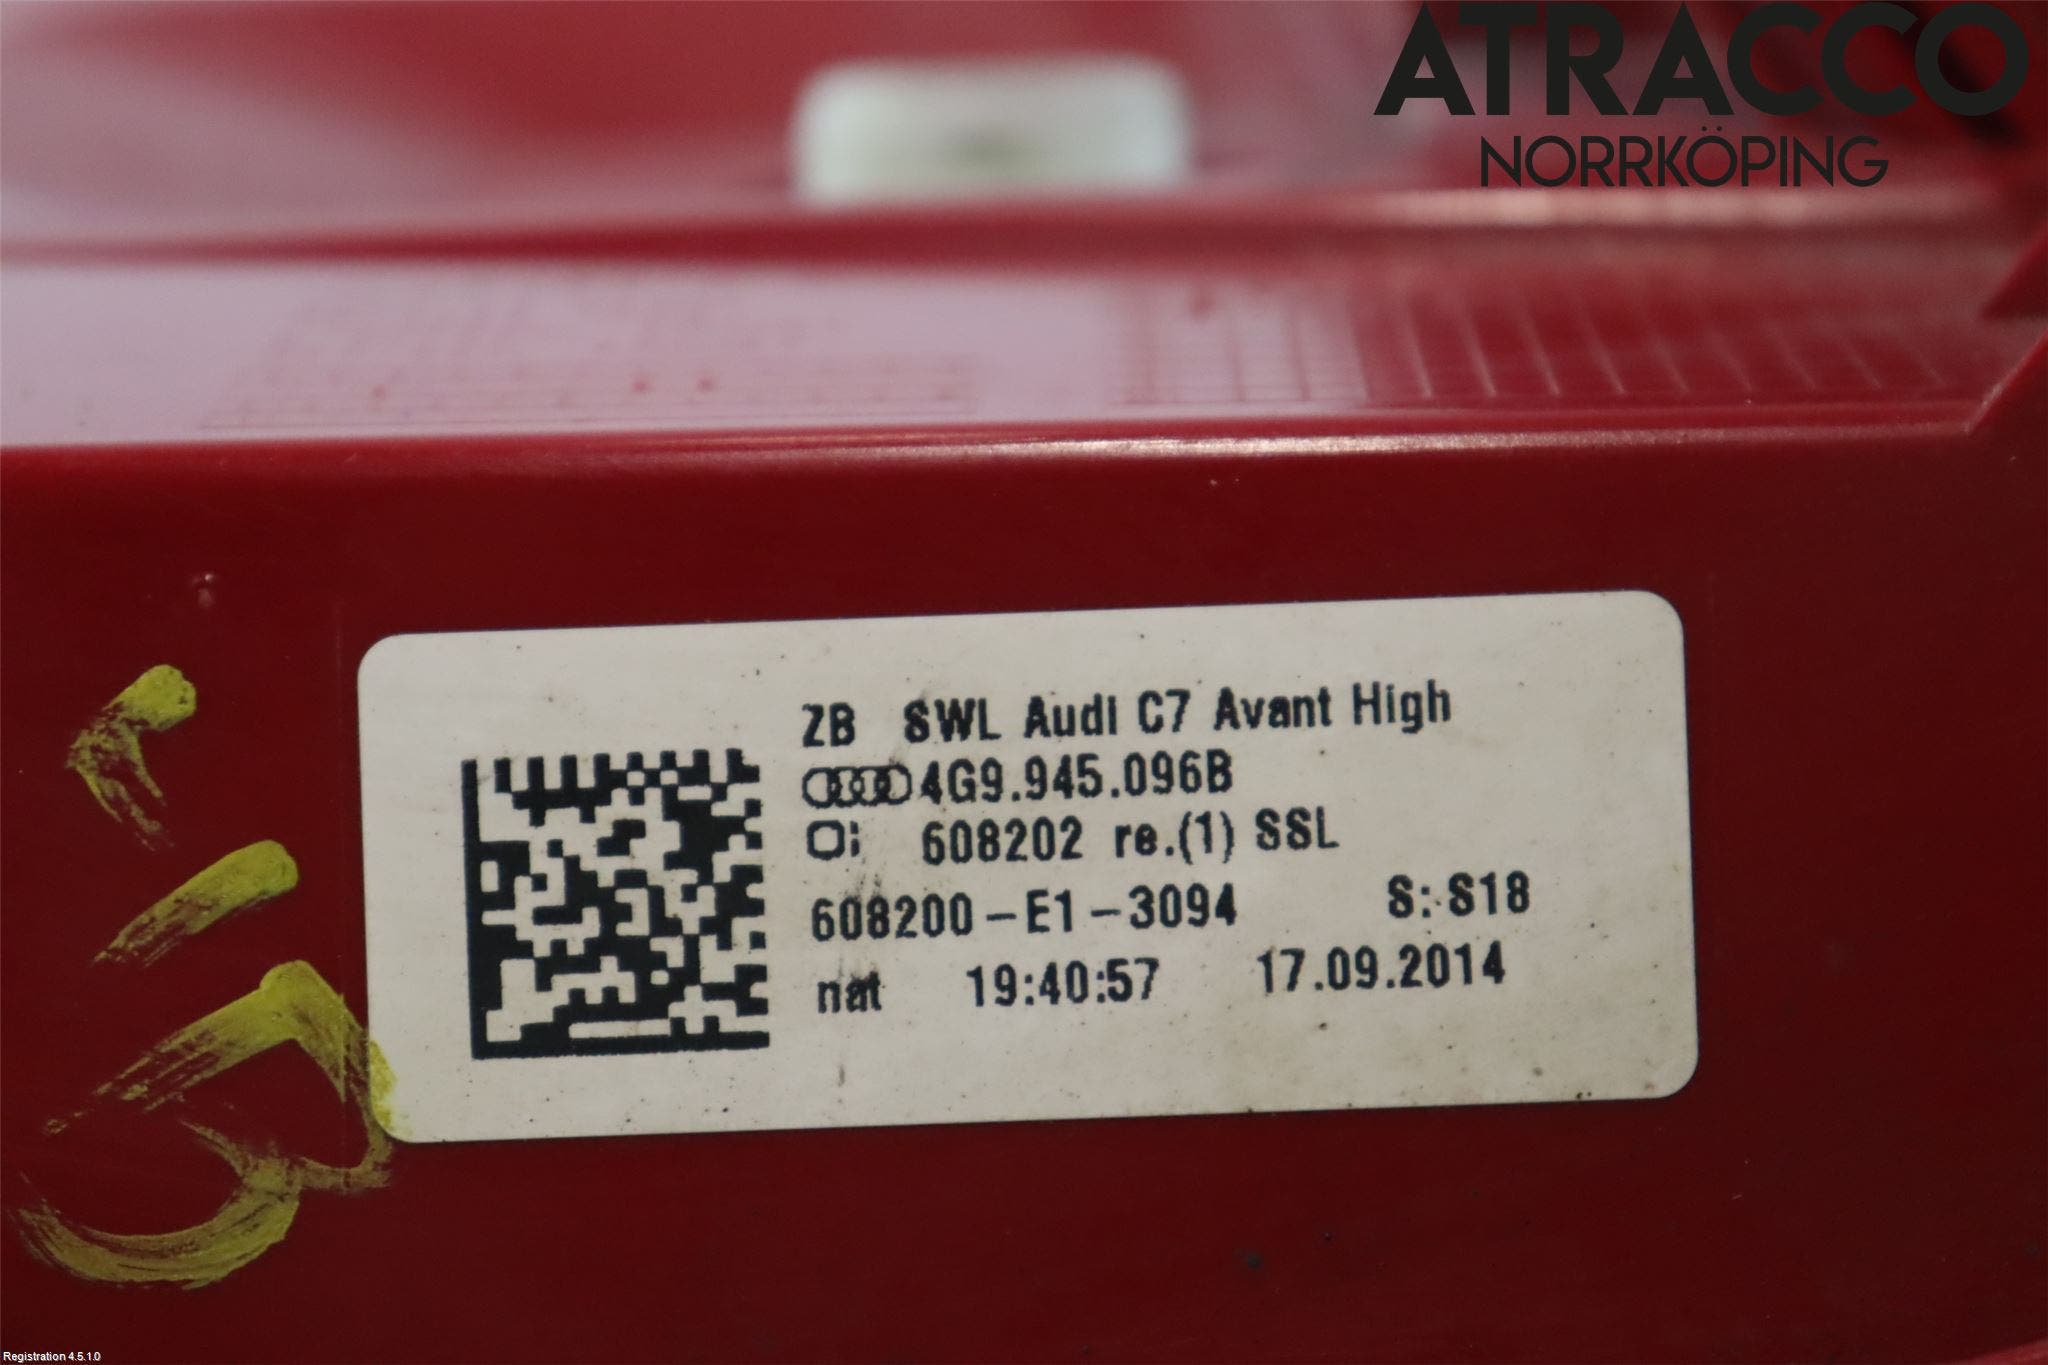 ATRACCO
NORRKÖPING
ZB SWL Audi C7 Avant High
4G9.945.096B
608202 re.(1) SSL
608200-E1-3094 S: S18
nat 19:40:57 17.09.2014
Registration 4.5.1.0